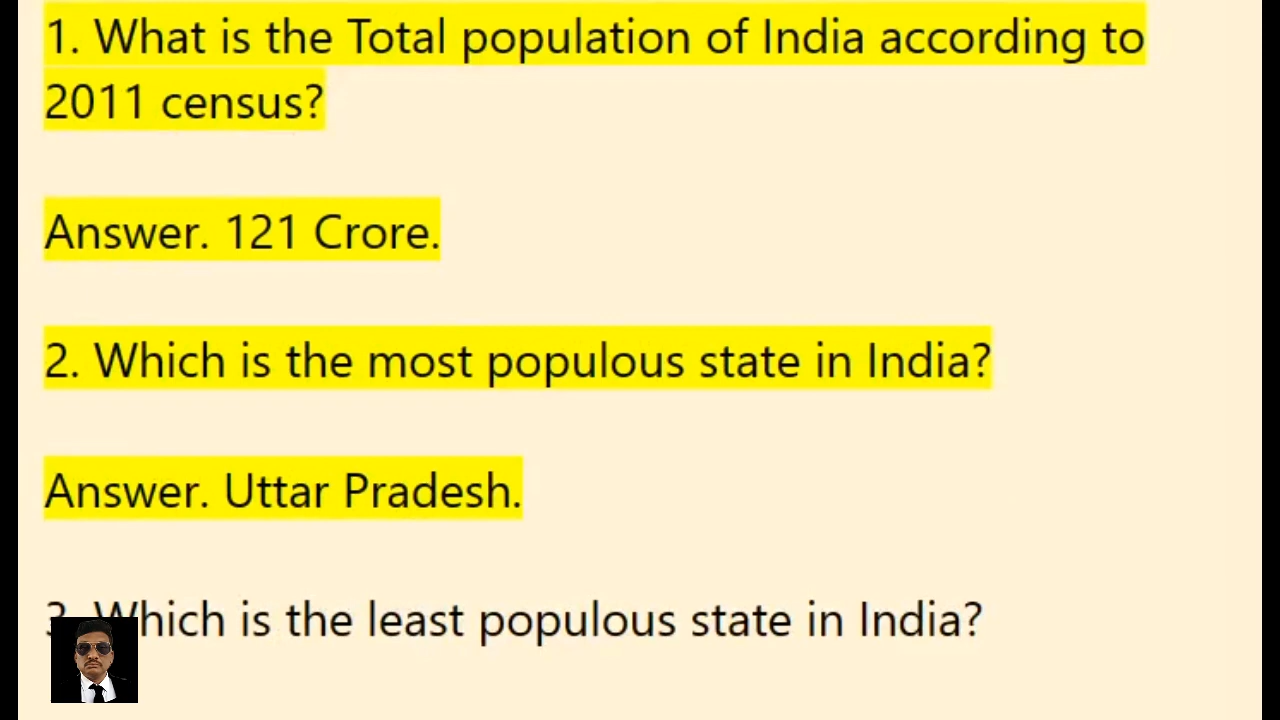 1. What is the Total population of India according to
2011 census?
Answer. 121 Crore.
2. Which is the most populous state in India?
Answer. Uttar Pradesh.
3. Which is the least populous state in India?